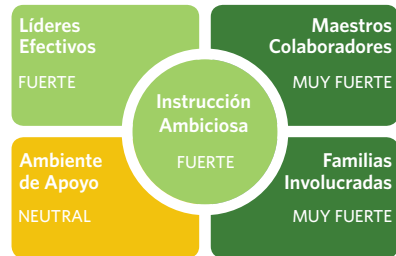 Líderes
Efectivos
FUERTE
Maestros
Colaboradores
MUY FUERTE
Instrucción
Ambiciosa
FUERTE
Ambiente
de Apoyo
NEUTRAL
Familias
Involucradas
MUY FUERTE